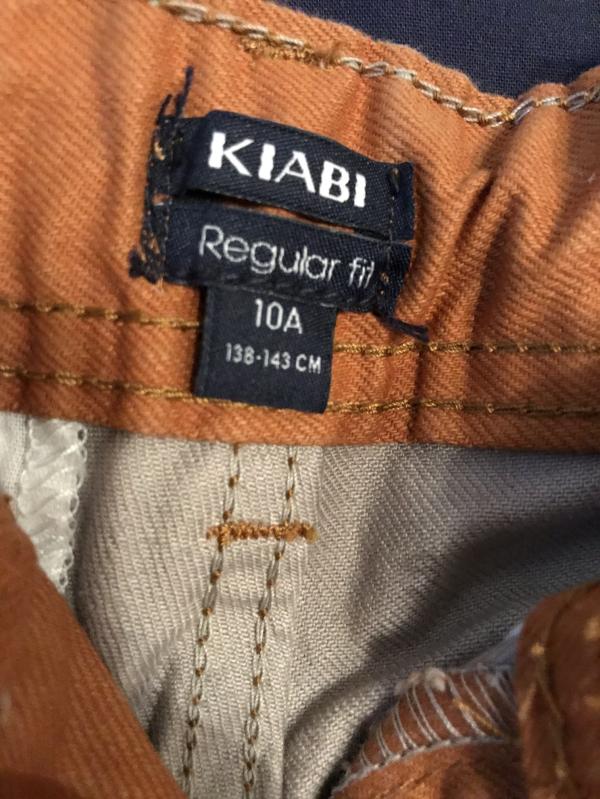 KIABI
Regular fit
10A
138-143 CM